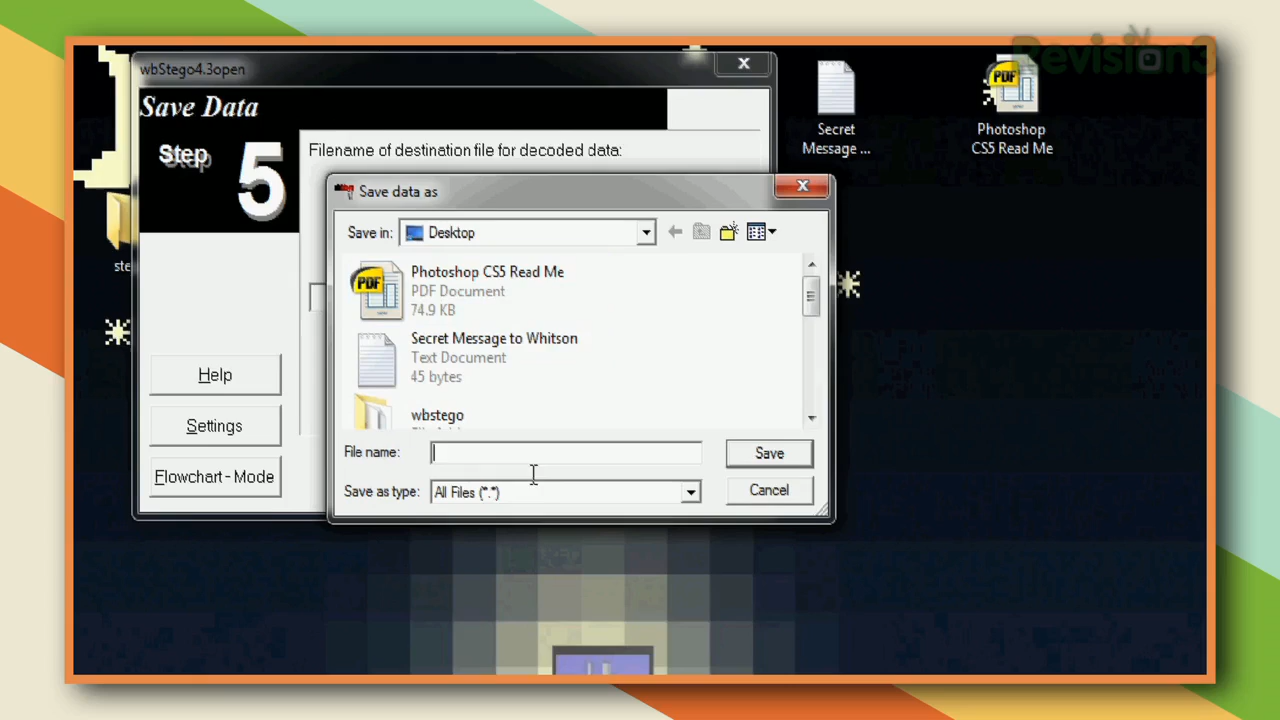 Revision3
wbStego4.3open
Save Data
Step 5
Filename of destination file for decoded data:
Secret
Message ...
PDF
Photoshop
CS5 Read Me
Save data as
Save in:
Desktop
PDF
Photoshop CS5 Read Me
PDF Document
74.9 KB
Secret Message to Whitson
Text Document
45 bytes
wbstego
ste
Help
Settings
Flowchart - Mode
File name:
Save
Save as type:
All Files (*.*)
Cancel